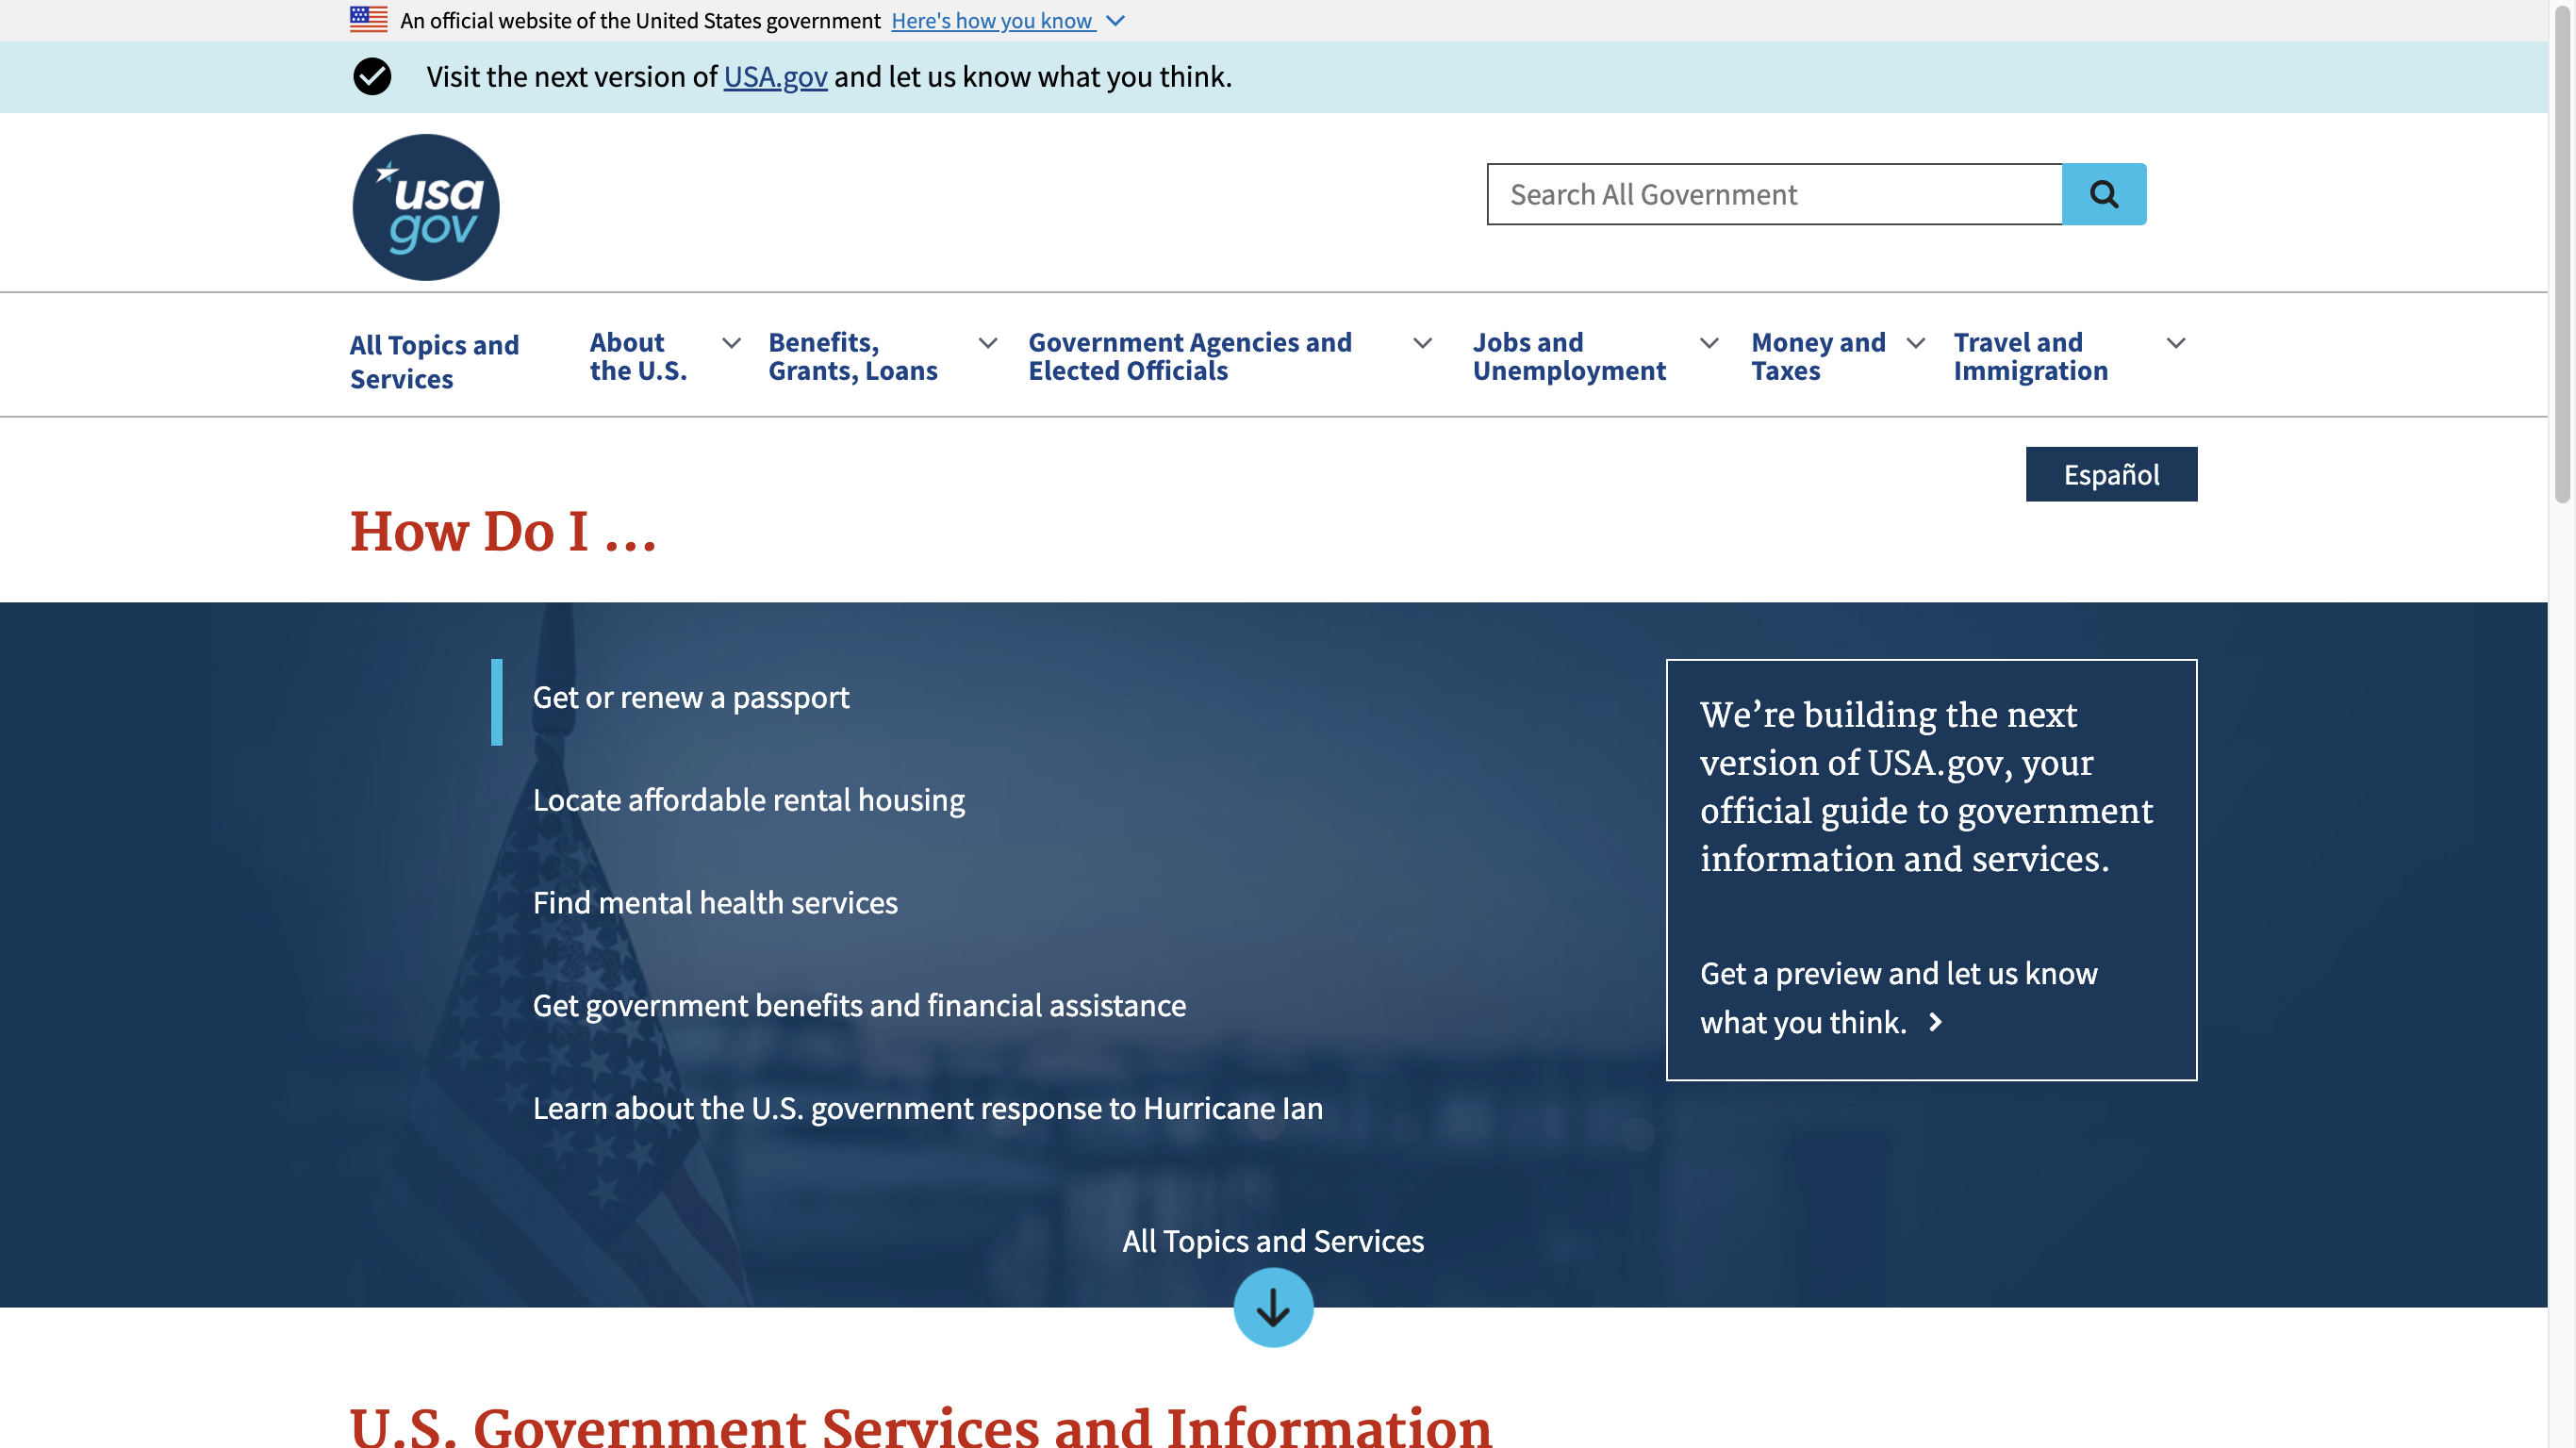 An official website of the United States government Here's how you know
Visit the next version of USA.gov and let us know what you think.
usa
gov
Search All Government
All Topics and
Services
About
the U.S.
Benefits,
Grants, Loans
Government Agencies and
Elected Officials
Jobs and
Unemployment
Money and
Taxes
Travel and
Immigration
Español
How Do I ...
Get or renew a passport
Locate affordable rental housing
Find mental health services
Get government benefits and financial assistance
Learn about the U.S. government response to Hurricane Ian
We’re building the next
version of USA.gov, your
official guide to government
information and services.
Get a preview and let us know
what you think.
All Topics and Services
U.S. Government Services and Information